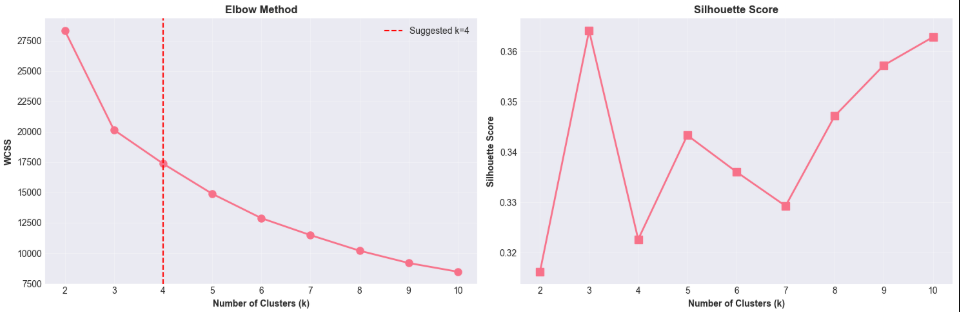 Elbow Method
Suggested k=4
27500
25000
22500
20000
17500
15000
12500
10000
7500
WCSS
2 3 4 5 6 7 8 9 10
Number of Clusters (k)
Silhouette Score
0.36
0.35
0.34
0.33
0.32
Silhouette Score
2 3 4 5 6 7 8 9 10
Number of Clusters (k)